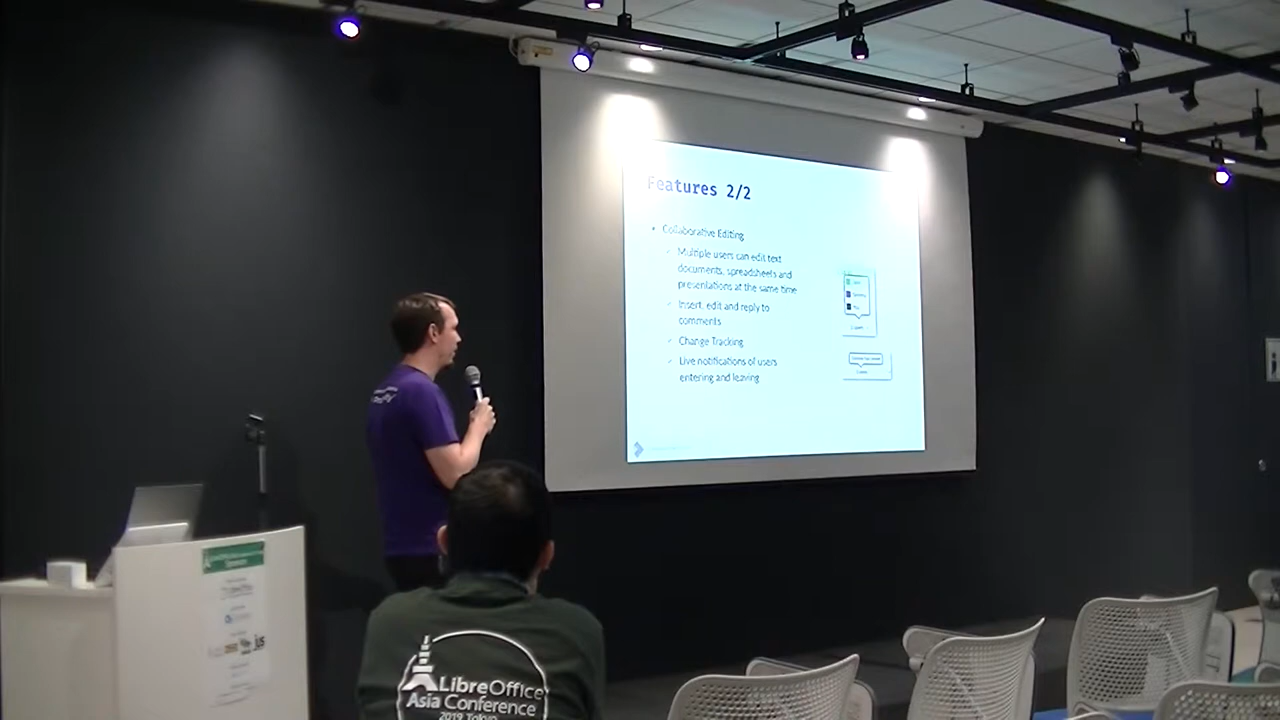 Features 2/2
Collaborative Editing
Multiple users can edit text
documents, spreadsheets and
presentations at the same time
Insert, edit and reply to
comments
Change Tracking
Live notifications of users
entering and leaving
LibreOffice
Asia Conference
2019 Tokyo